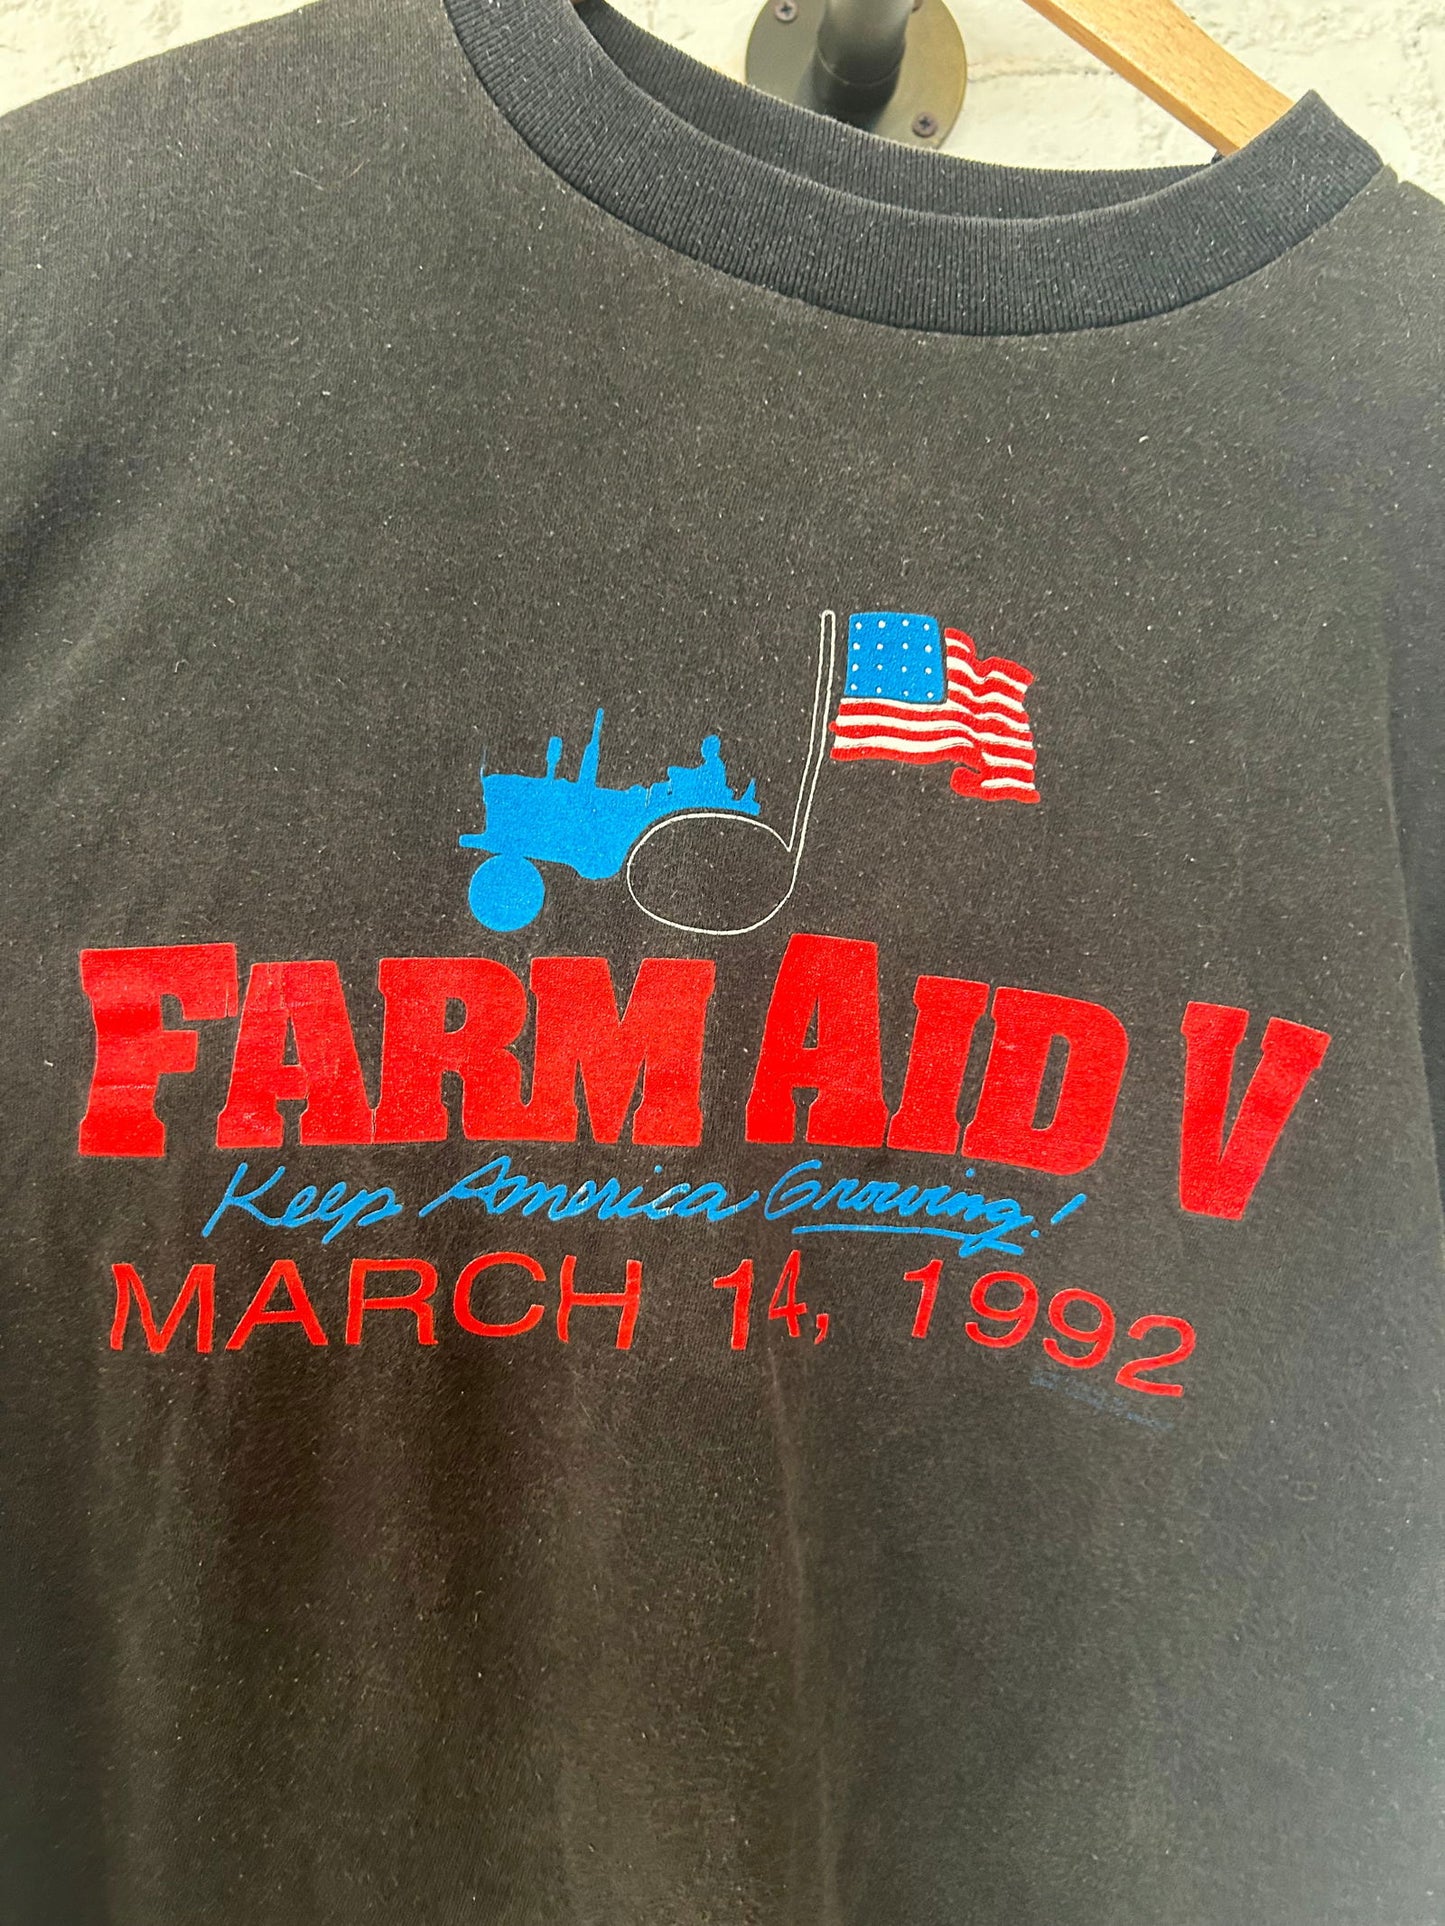 FARM AID V
Keep America Growing!
MARCH 14, 1992